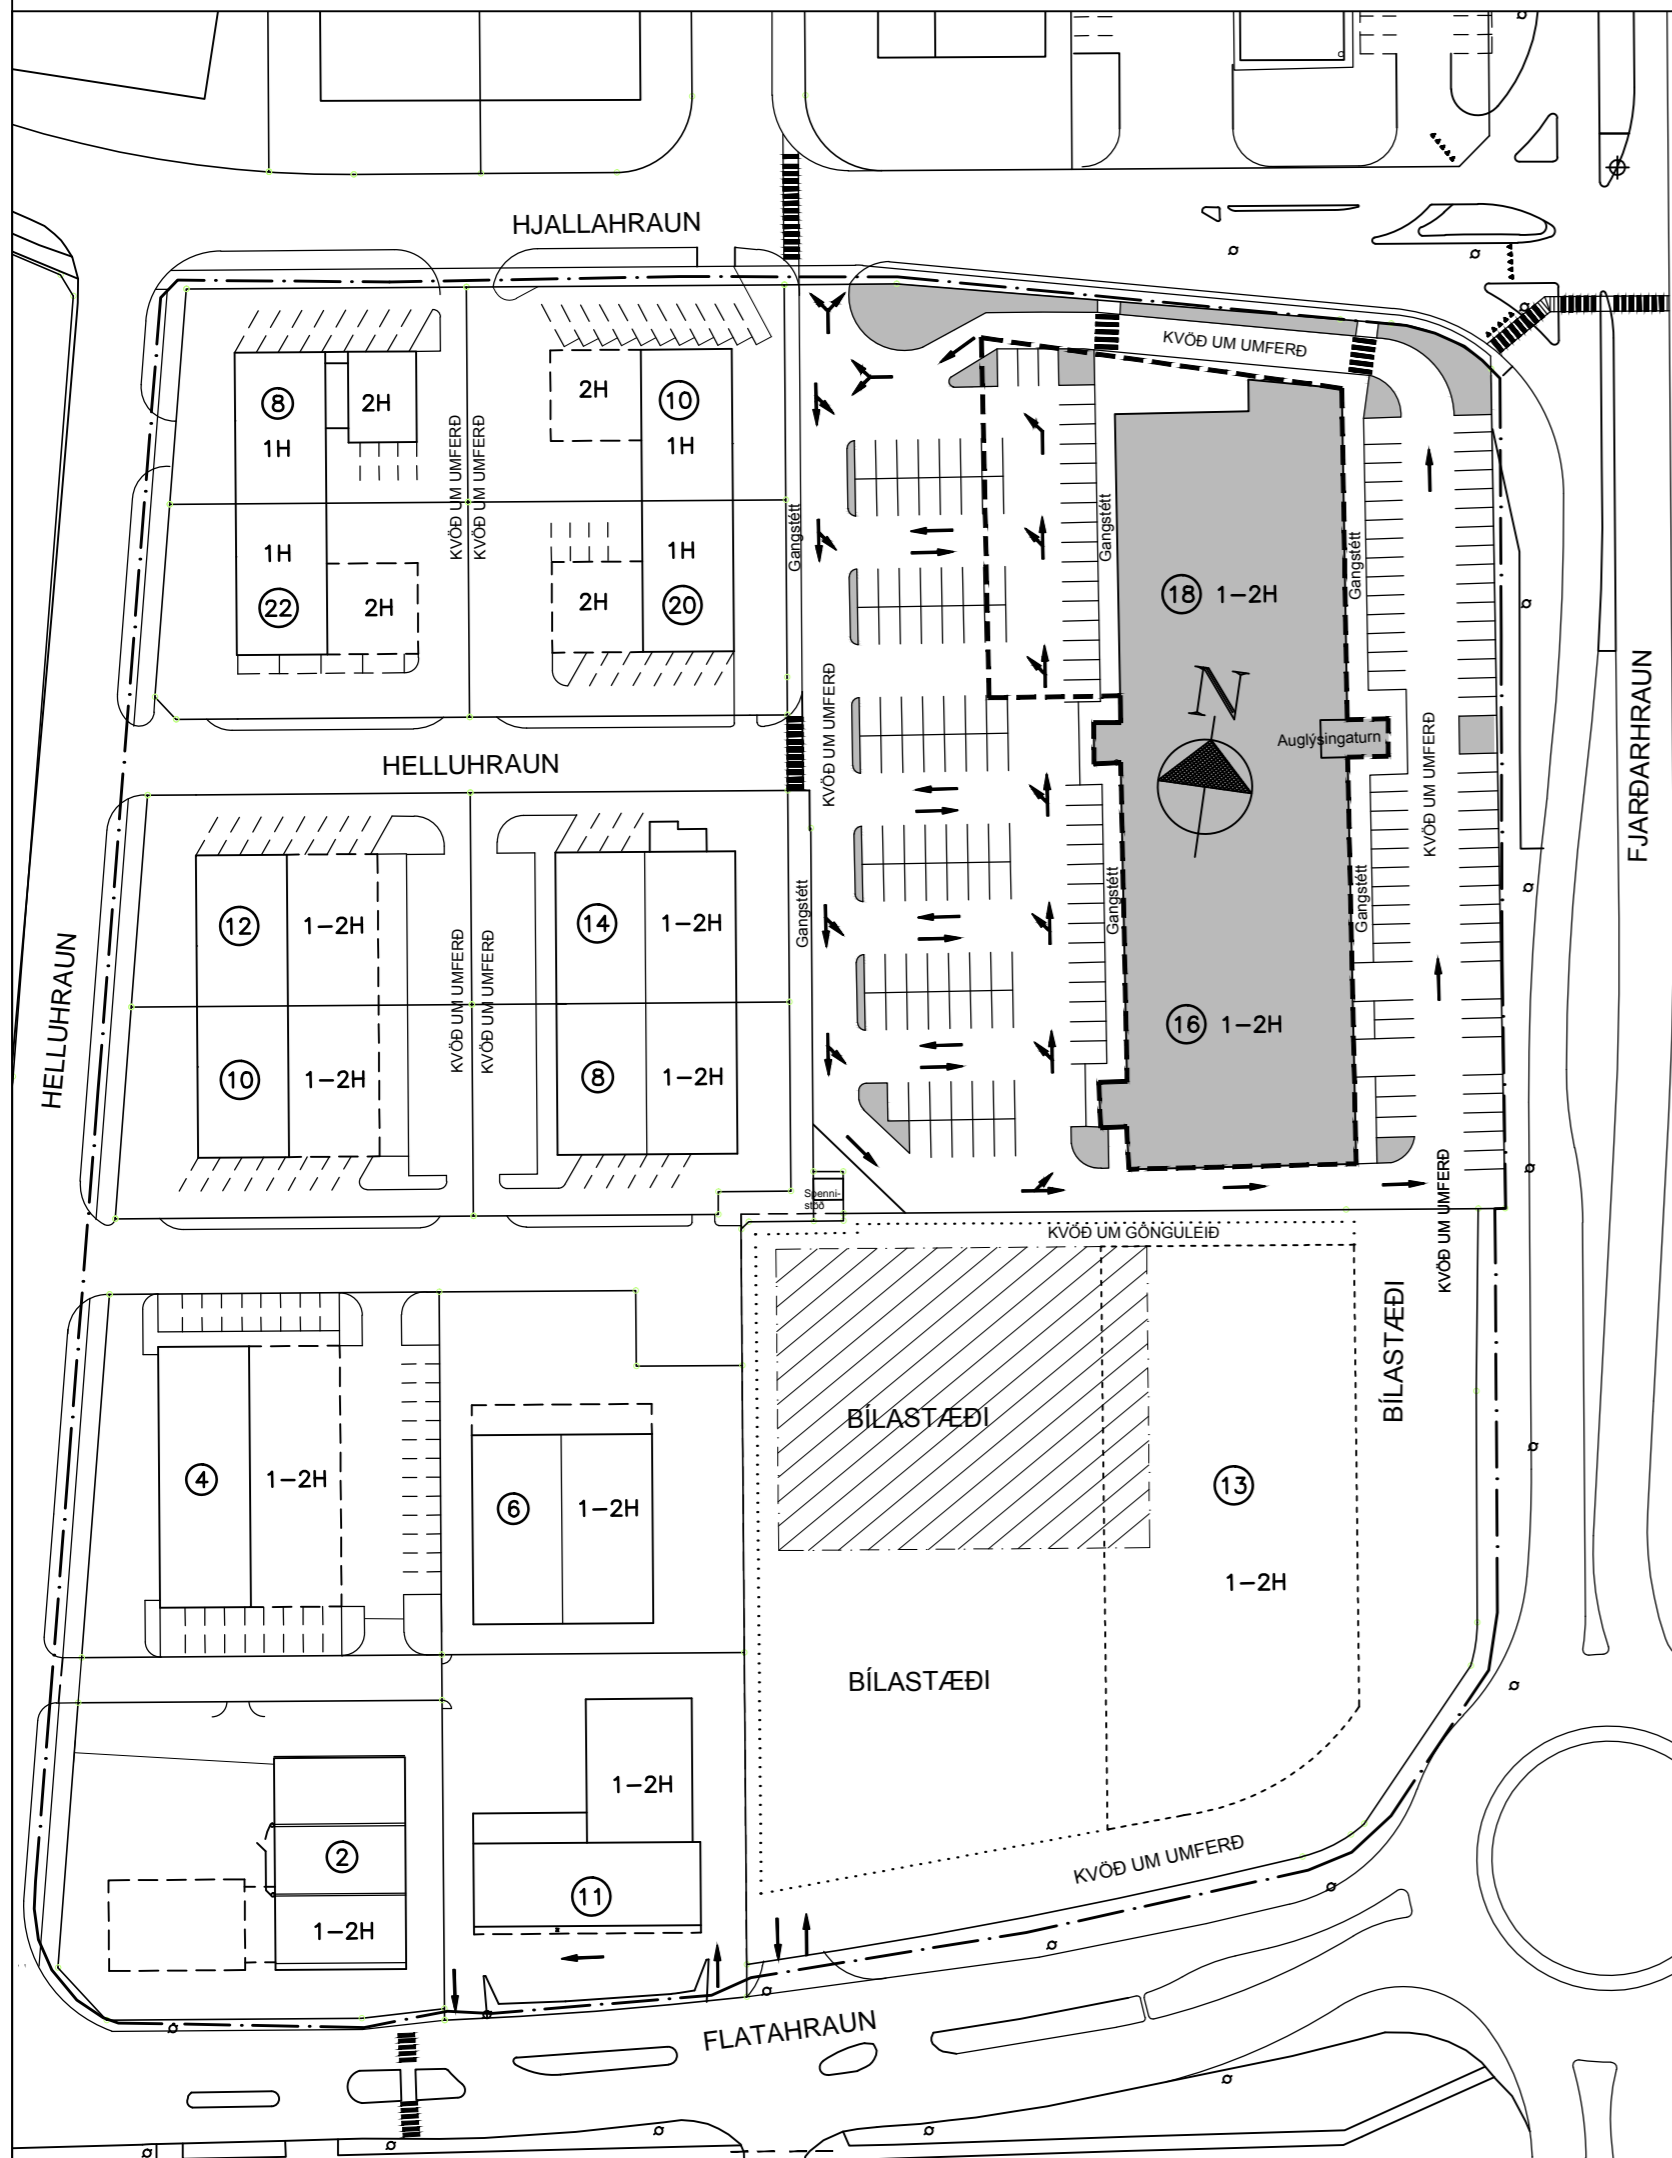 HJALLAHRAUN
KVÖÐ UM UMFERÐ
8
2H
1H
KVÖÐ UM UMFERÐ
KVÖÐ UM UMFERÐ
2H
10
1H
Gangstétt
Gangstétt
Gangstétt
1H
22
2H
1H
2H
20
18 1-2H
N
KVÖÐ UM UMFERÐ
Auglýsingaturn
KVÖÐ UM UMFERÐ
FJARÐARHRAUN
HELLUHRAUN
HELLUHRAUN
12
1-2H
KVÖÐ UM UMFERÐ
KVÖÐ UM UMFERÐ
14
1-2H
Gangstétt
Gangstétt
Gangstétt
10
1-2H
8
1-2H
16 1-2H
Spenni-
stöð
KVÖÐ UM UMFERÐ
KVÖÐ UM GÖNGULEIÐ
BÍLASTÆÐI
BÍLASTÆÐI
4
1-2H
6
1-2H
13
1-2H
BÍLASTÆÐI
1-2H
2
1-2H
11
KVÖÐ UM UMFERÐ
FLATAHRAUN